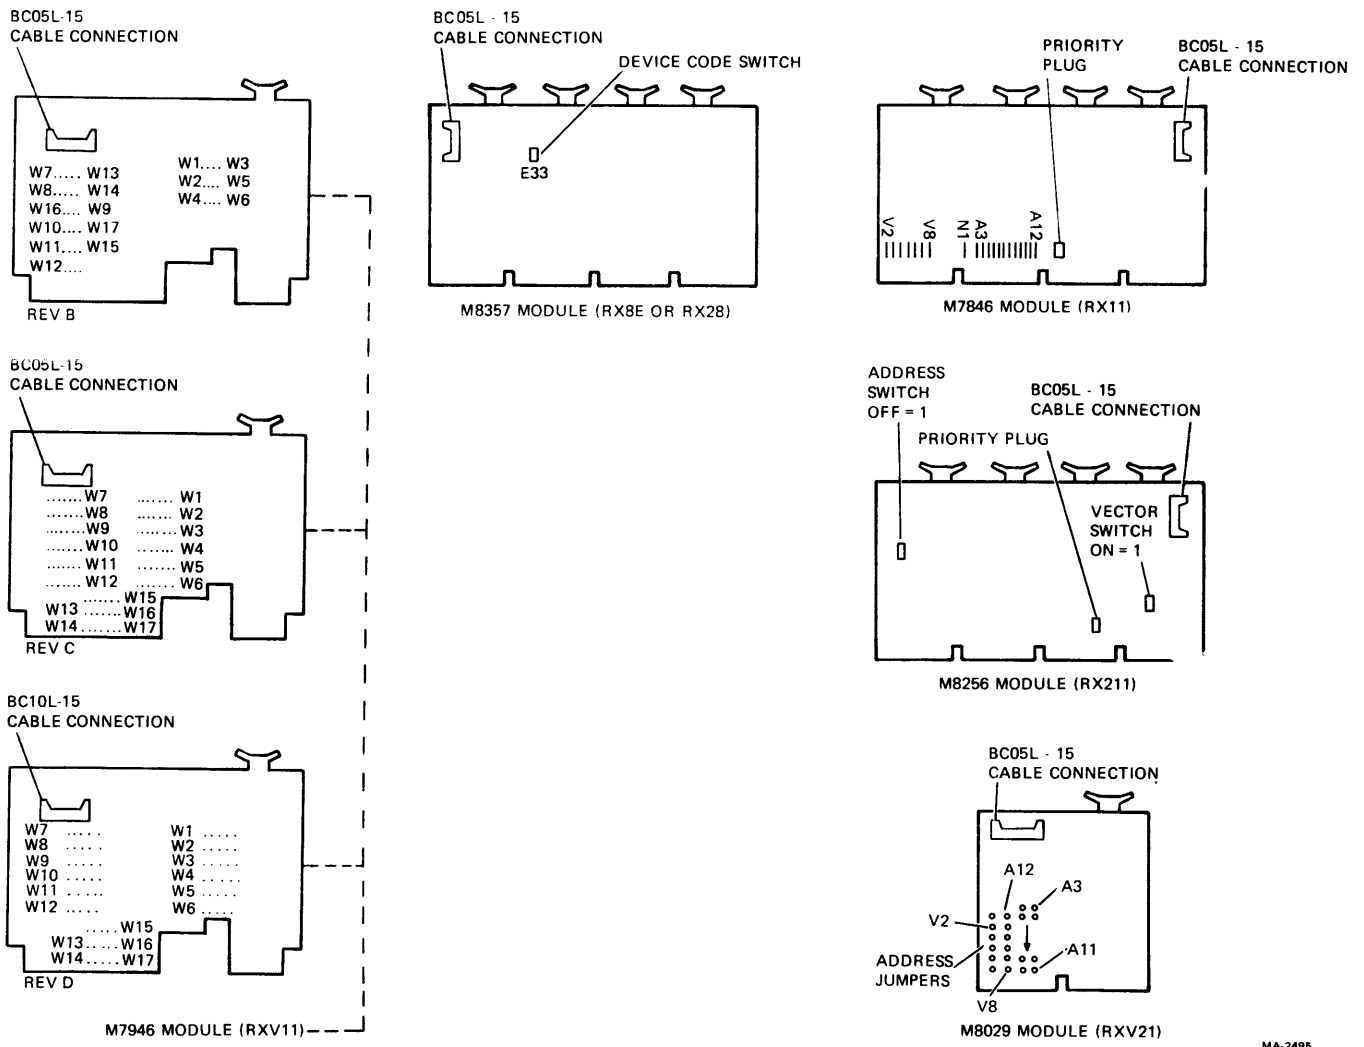 BC05L-15
CABLE CONNECTION
W7..... W13
W8..... W14
W16.... W9
W10.... W17
W11.... W15
W12....
W1.... W3
W2.... W5
W4.... W6
REV B
BC05L-15
CABLE CONNECTION
.......W7 ...... W1
.......W8 ...... W2
........W9 ........W3
.......W10 ....... W4
.......W11 ....... W5
....... W12 ....... W6
.......W15
W13 .......W16
W14.......W17
REV C
BC10L-15
CABLE CONNECTION
W7 .....
W8 .....
W9 .....
W10 .....
W11 .....
W12 .....
W1 .....
W2 .....
W3 .....
W4 .....
W5 .....
W6 .....
.....W15
W13.....W16
W14.....W17
REV D
M7946 MODULE (RXV11)
BC05L - 15
CABLE CONNECTION
DEVICE CODE SWITCH
E33
M8357 MODULE (RX8E OR RX28)
PRIORITY
PLUG
BC05L - 15
CABLE CONNECTION
V2
V8
N1
A3
A12
M7846 MODULE (RX11)
ADDRESS
SWITCH
OFF = 1
PRIORITY PLUG
BC05L - 15
CABLE CONNECTION
VECTOR
SWITCH
ON = 1
M8256 MODULE (RX211)
BC05L - 15
CABLE CONNECTION
A12
A3
V2
ADDRESS
JUMPERS
A11
V8
M8029 MODULE (RXV21)
MA-2495